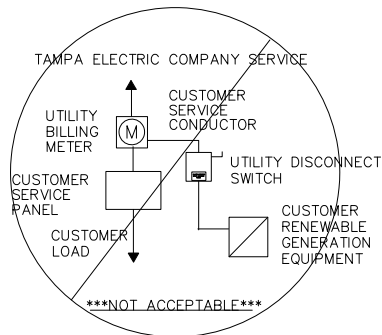 TAMPA ELECTRIC COMPANY SERVICE
CUSTOMER
SERVICE
CONDUCTOR
UTILITY
BILLING
METER
M
UTILITY DISCONNECT
SWITCH
CUSTOMER
SERVICE
PANEL
CUSTOMER
RENEWABLE
GENERATION
EQUIPMENT
CUSTOMER
LOAD
***NOT ACCEPTABLE***